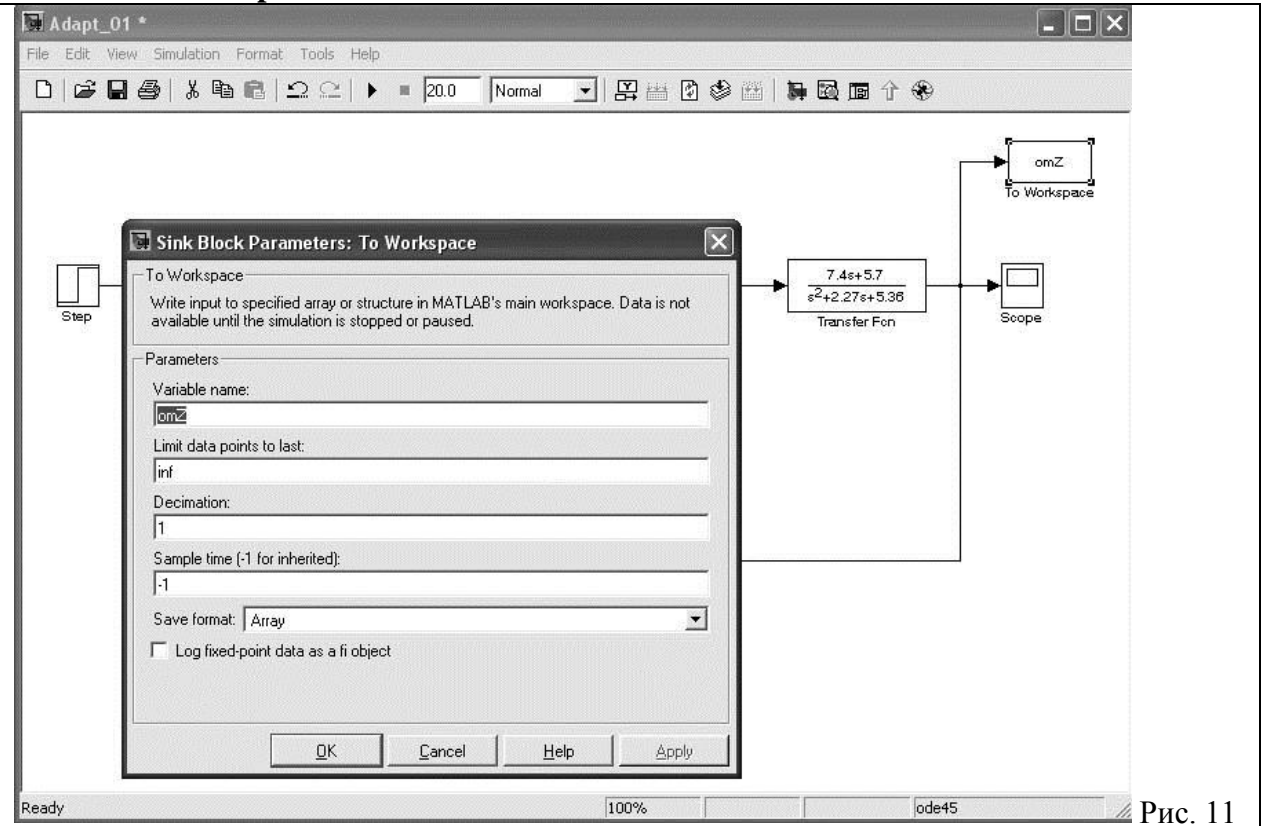 Adapt_01 *
File Edit View Simulation Format Tools Help
20.0 Normal
omZ
To Workspace
Sink Block Parameters: To Workspace
To Workspace
Write input to specified array or structure in MATLAB's main workspace. Data is not
available until the simulation is stopped or paused.
Step
7.4s+5.7
s²+2.27s+5.36
Transfer Fcn
Scope
Parameters
Variable name:
omZ
Limit data points to last:
inf
Decimation:
1
Sample time (-1 for inherited):
-1
Save format: Array
Log fixed-point data as a fi object
OK Cancel Help Apply
Ready 100% ode45
Рис. 11